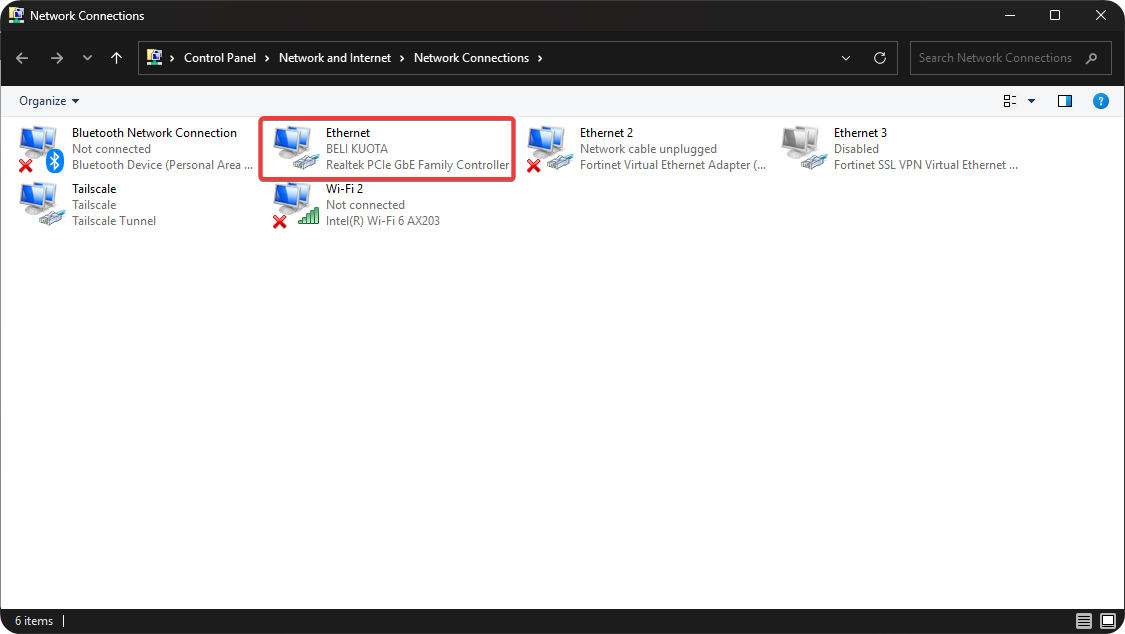 Network Connections
Control Panel
Network and Internet
Network Connections
Search Network Connections
Organize
Bluetooth Network Connection
Not connected
Bluetooth Device (Personal Area ...
Ethernet
BELI KUOTA
Realtek PCIe GbE Family Controller
Ethernet 2
Network cable unplugged
Fortinet Virtual Ethernet Adapter (...
Ethernet 3
Disabled
Fortinet SSL VPN Virtual Ethernet ...
Tailscale
Tailscale
Tailscale Tunnel
Wi-Fi 2
Not connected
Intel(R) Wi-Fi 6 AX203
6 items